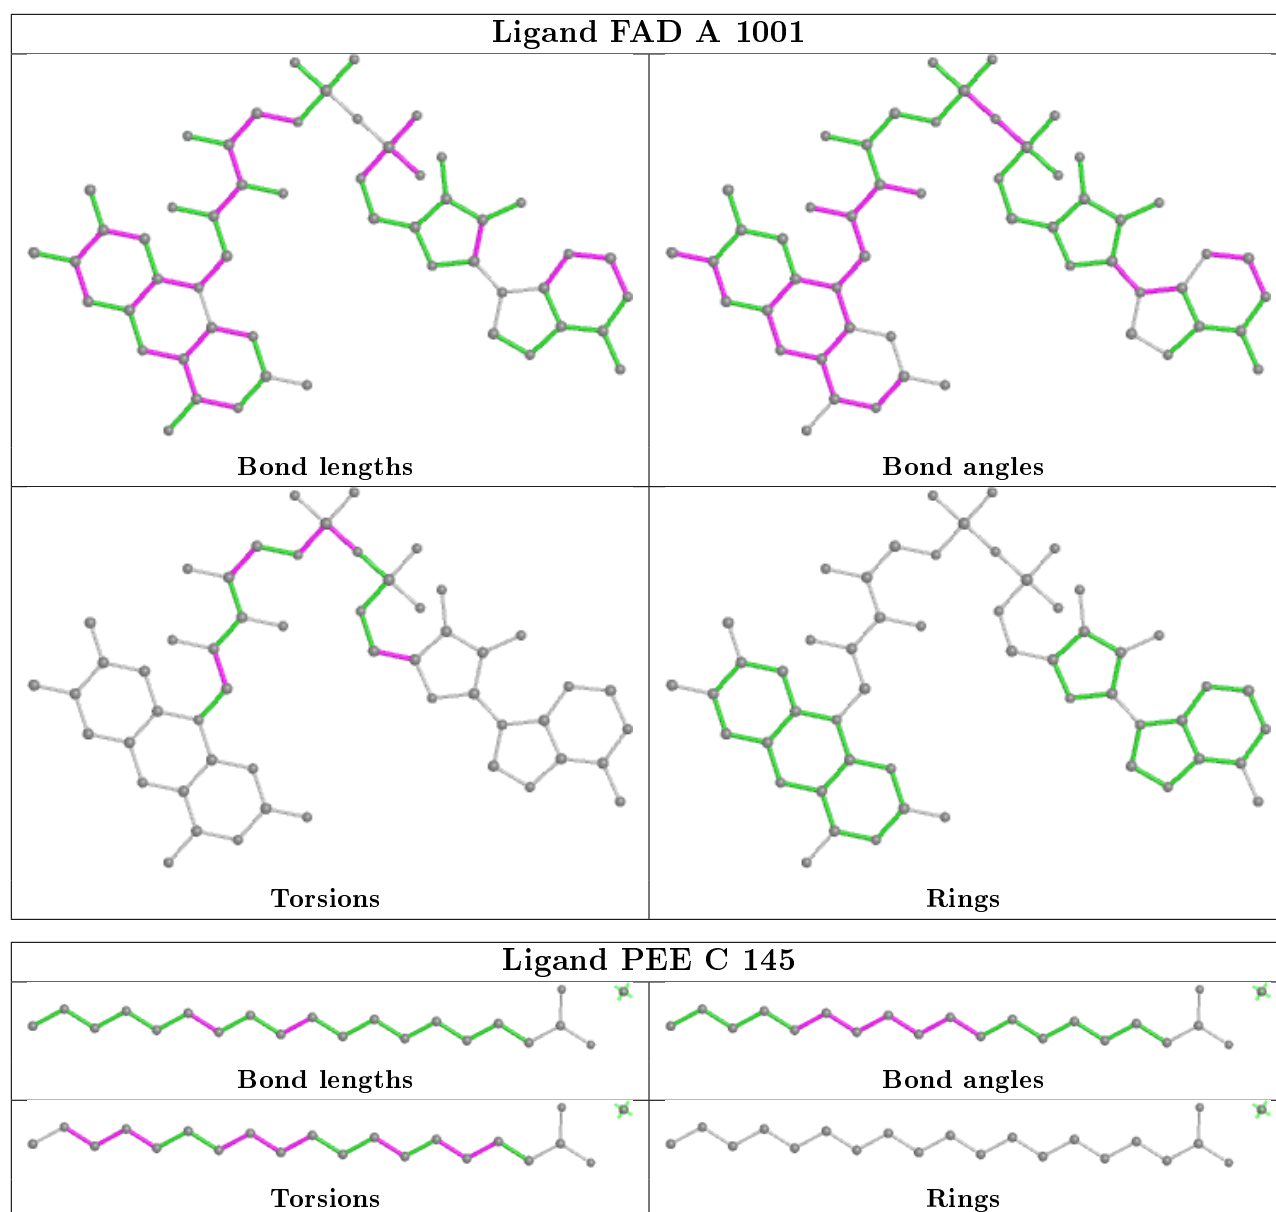 Ligand FAD A 1001
Bond lengths
Bond angles
Torsions
Rings
Ligand PEE C 145
Bond lengths
Bond angles
Torsions
Rings